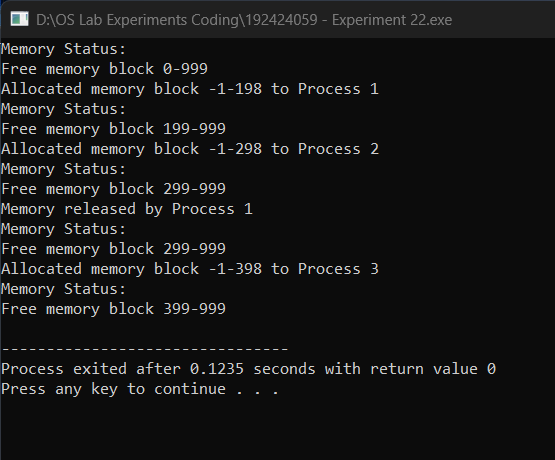 D:\OS Lab Experiments Coding\192424059 - Experiment 22.exe
Memory Status:
Free memory block 0-999
Allocated memory block -1-198 to Process 1
Memory Status:
Free memory block 199-999
Allocated memory block -1-298 to Process 2
Memory Status:
Free memory block 299-999
Memory released by Process 1
Memory Status:
Free memory block 299-999
Allocated memory block -1-398 to Process 3
Memory Status:
Free memory block 399-999

--------------------------------
Process exited after 0.1235 seconds with return value 0
Press any key to continue . . .